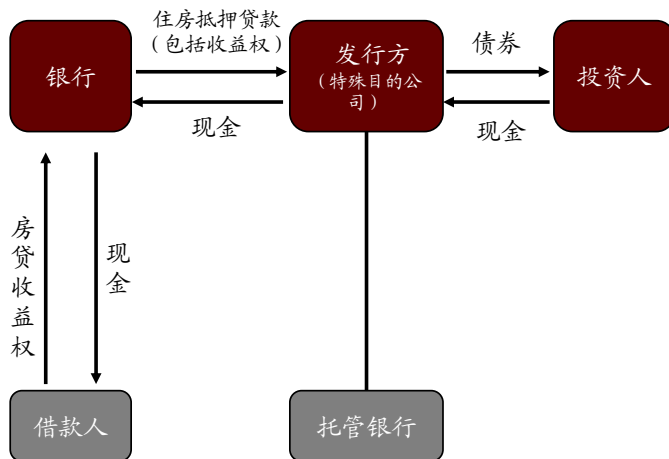 住房抵押贷款
（包括收益权）
银行
发行方
（特殊目的公
司）
债券
投资人
现金
现金
房贷收益权
现金
借款人
托管银行